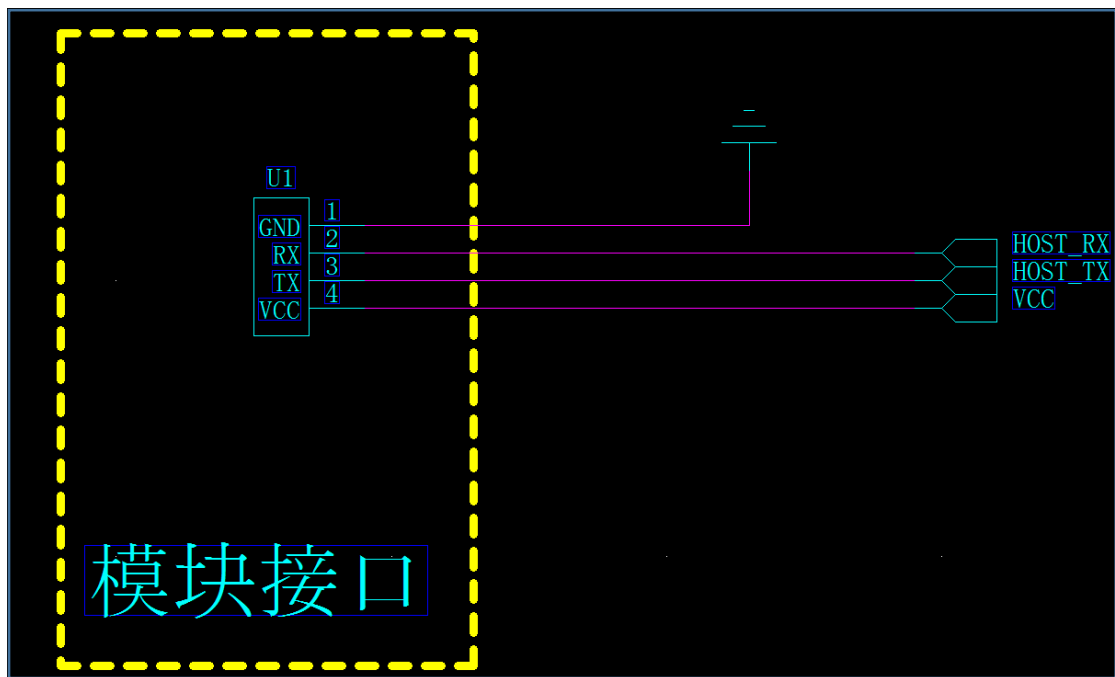 U1
GND 1
RX 2
TX 3
VCC 4
HOST_RX
HOST_TX
VCC
模块接口